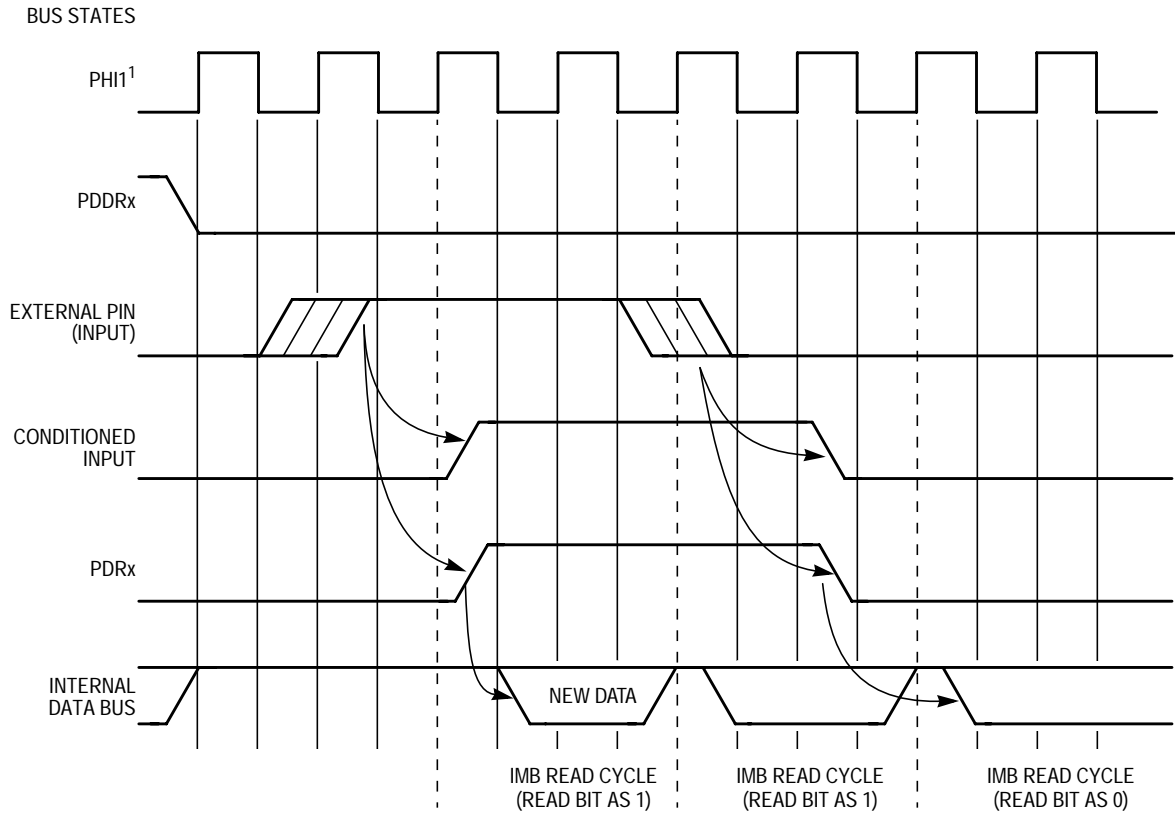 BUS STATES
PHI1¹
PDDRx
EXTERNAL PIN
(INPUT)
CONDITIONED
INPUT
PDRx
INTERNAL
DATA BUS
NEW DATA
IMB READ CYCLE
(READ BIT AS 1)
IMB READ CYCLE
(READ BIT AS 1)
IMB READ CYCLE
(READ BIT AS 0)